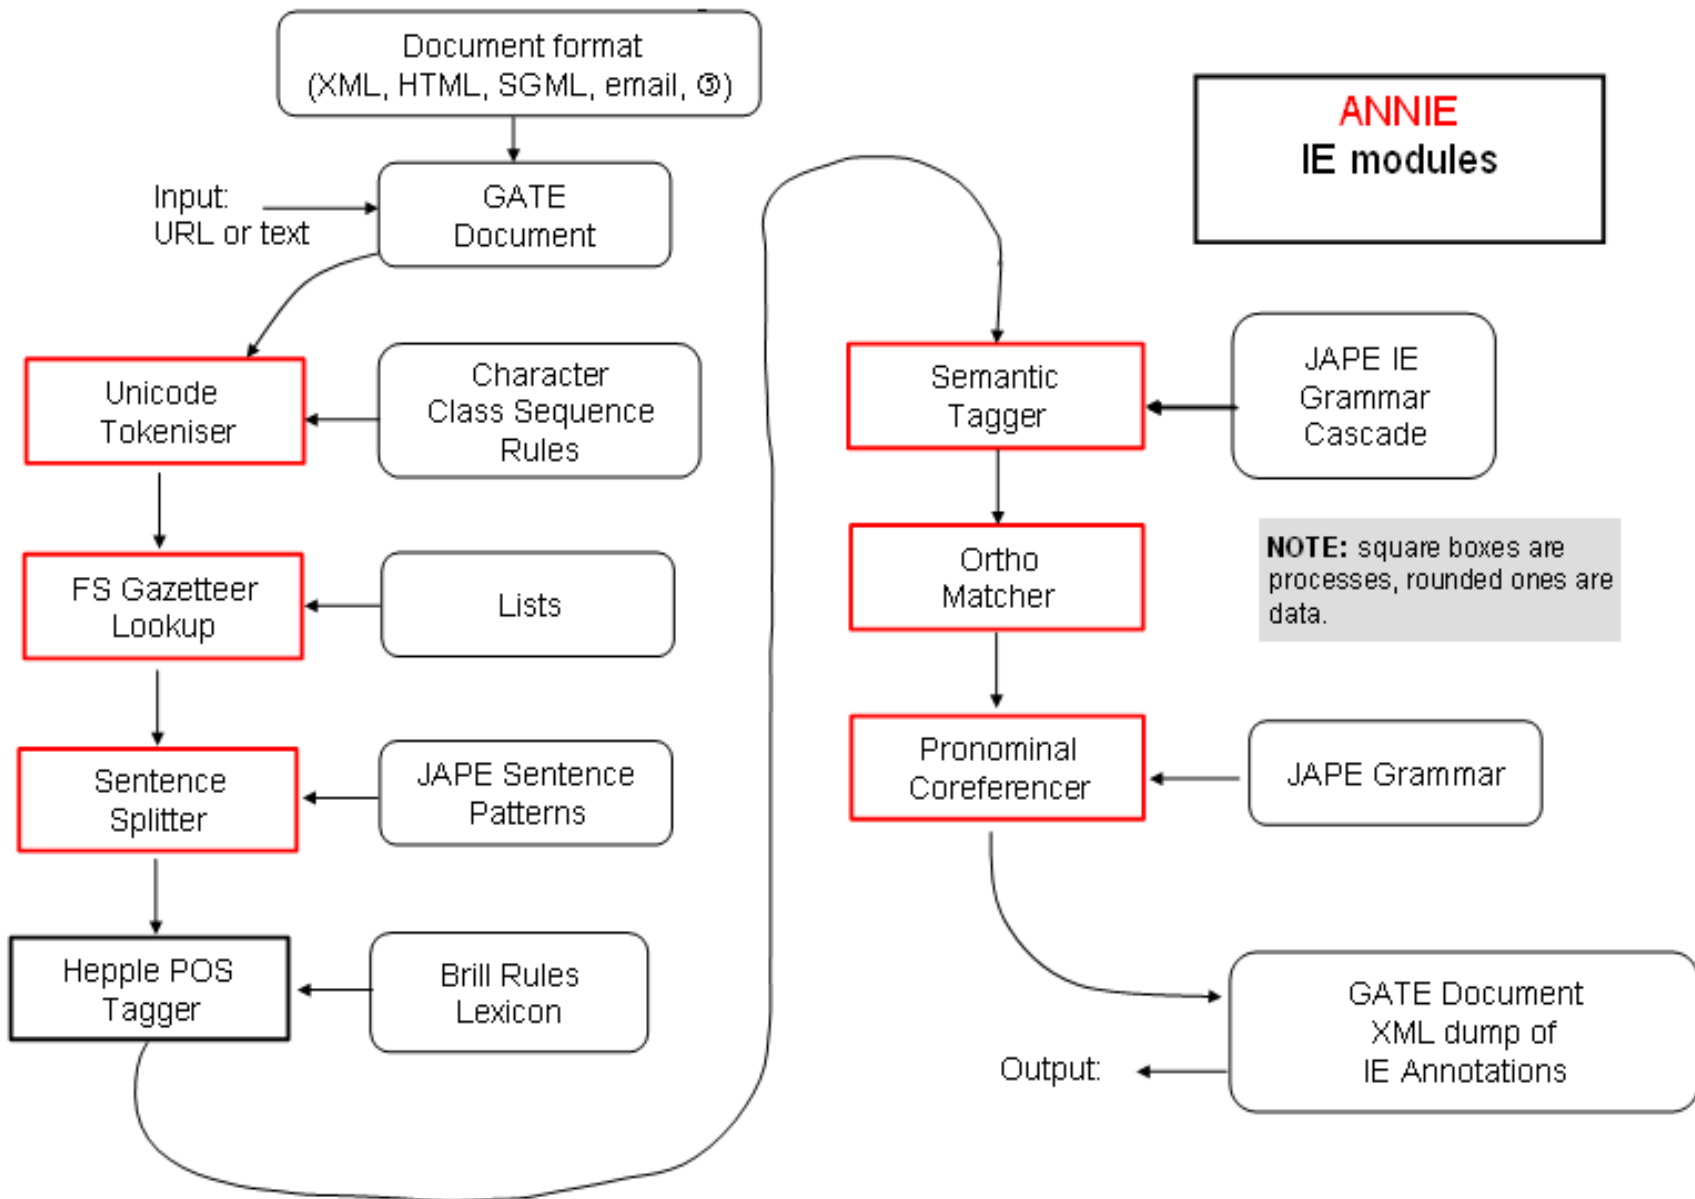 Document format
(XML, HTML, SGML, email, ③)
GATE
Document
Input:
URL or text
Unicode
Tokeniser
Character
Class Sequence
Rules
FS Gazetteer
Lookup
Lists
Sentence
Splitter
JAPE Sentence
Patterns
Hepple POS
Tagger
Brill Rules
Lexicon
ANNIE
IE modules
Semantic
Tagger
JAPE IE
Grammar
Cascade
Ortho
Matcher
NOTE: square boxes are
processes, rounded ones are
data.
Pronominal
Coreferencer
JAPE Grammar
GATE Document
XML dump of
IE Annotations
Output: